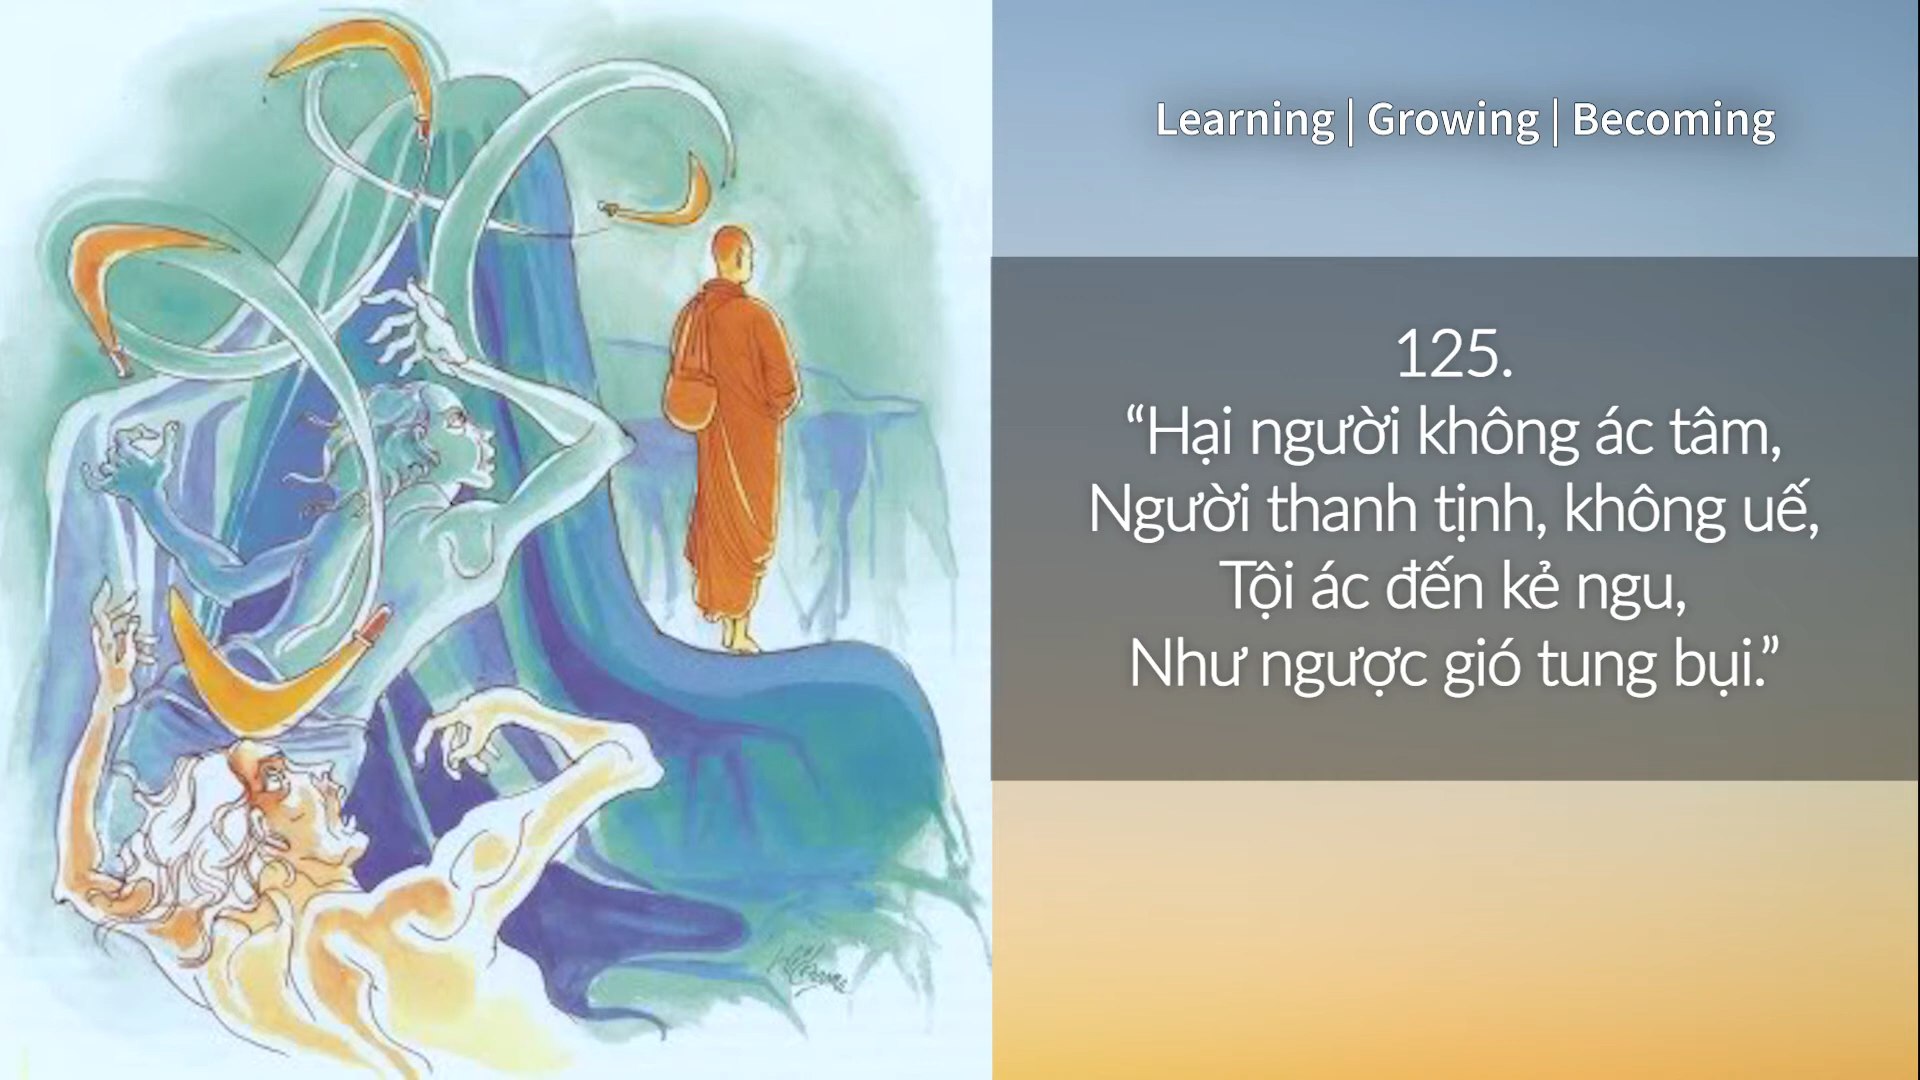 Learning | Growing | Becoming
125.
“Hại người không ác tâm,
Người thanh tịnh, không uế,
Tội ác đến kẻ ngu,
Như ngược gió tung bụi.”